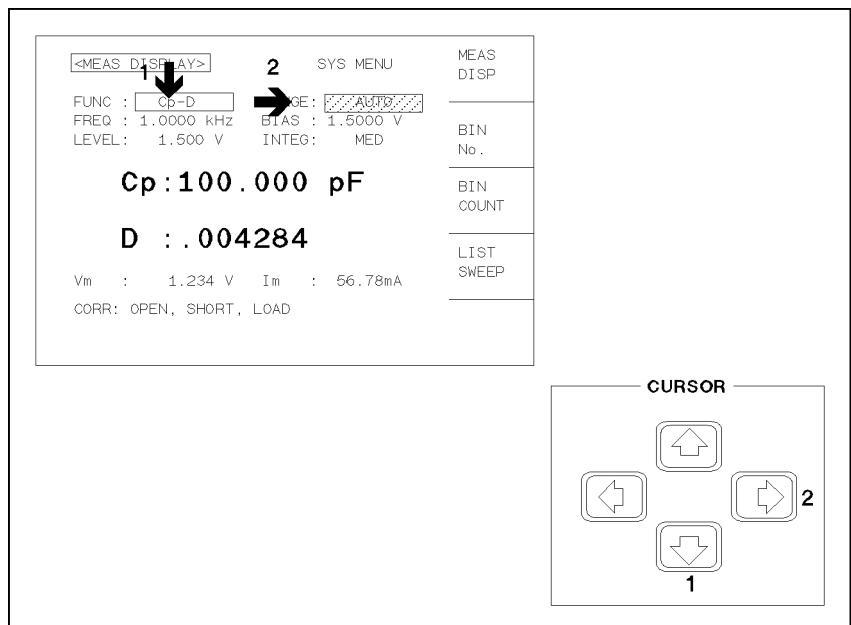 <MEAS DISPLAY> SYS MENU
1 2
FUNC : Cp-D GE: AUTO
FREQ : 1.0000 kHz BIAS : 1.5000 V
LEVEL: 1.500 V INTEG: MED
Cp:100.000 pF
D :.004284
Vm : 1.234 V Im : 56.78mA
CORR: OPEN, SHORT, LOAD
MEAS
DISP
BIN
No.
BIN
COUNT
LIST
SWEEP
CURSOR
2
1